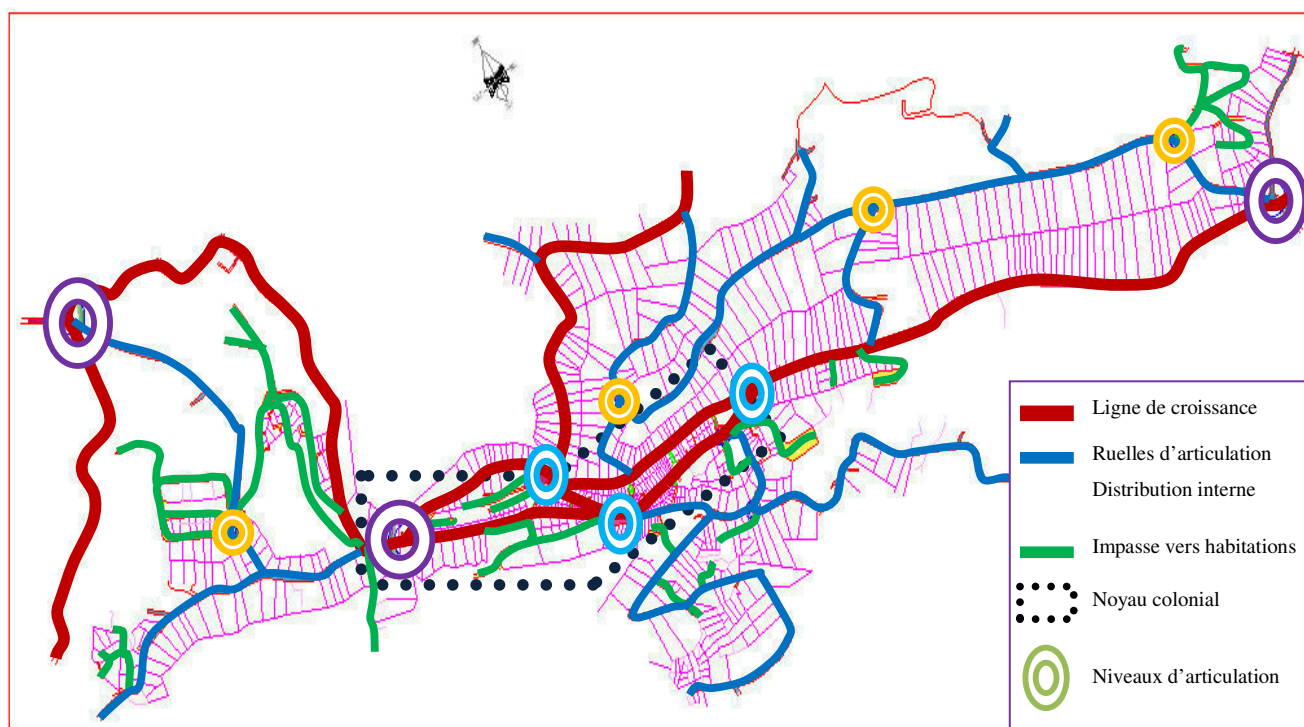 Ligne de croissance
Ruelles d’articulation
Distribution interne
Impasse vers habitations
Noyau colonial
Niveaux d’articulation